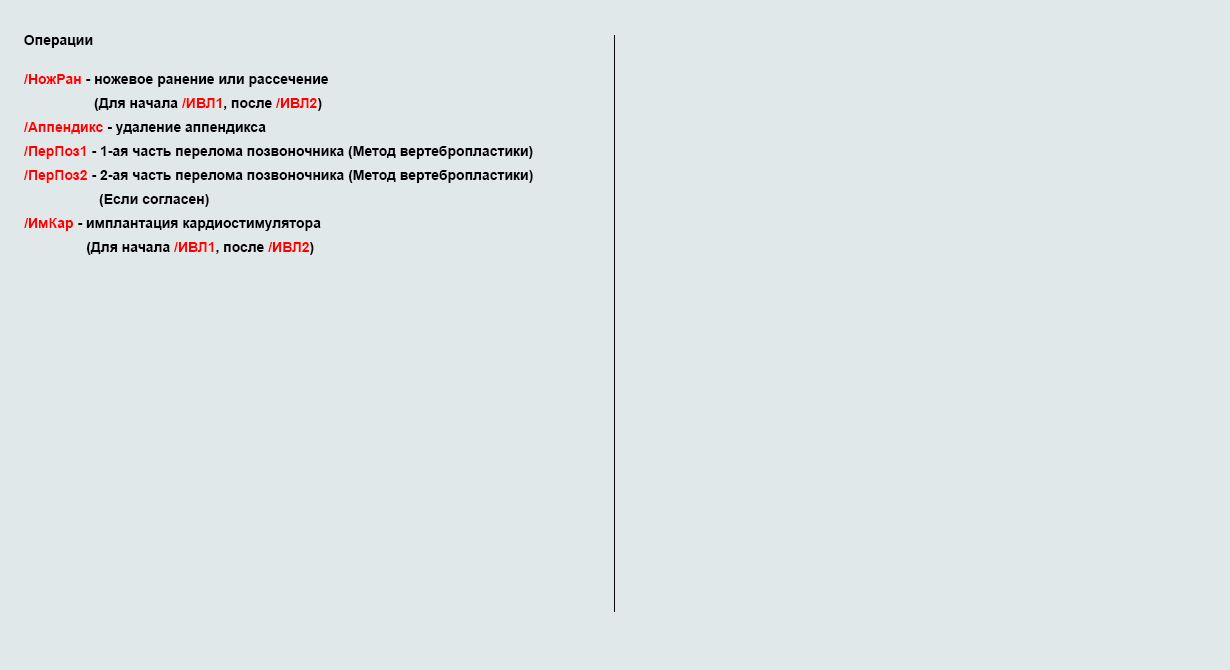 Операции
/НожРан - ножевое ранение или рассечение
(Для начала /ИВЛ1, после /ИВЛ2)
/Аппендикс - удаление аппендикса
/ПерПоз1 - 1-ая часть перелома позвоночника (Метод вертебропластики)
/ПерПоз2 - 2-ая часть перелома позвоночника (Метод вертебропластики)
(Если согласен)
/ИмКар - имплантация кардиостимулятора
(Для начала /ИВЛ1, после /ИВЛ2)